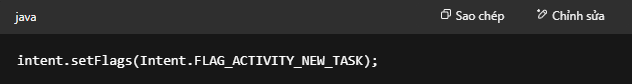 java
Sao chép
Chỉnh sửa
intent.setFlags(Intent.FLAG_ACTIVITY_NEW_TASK);